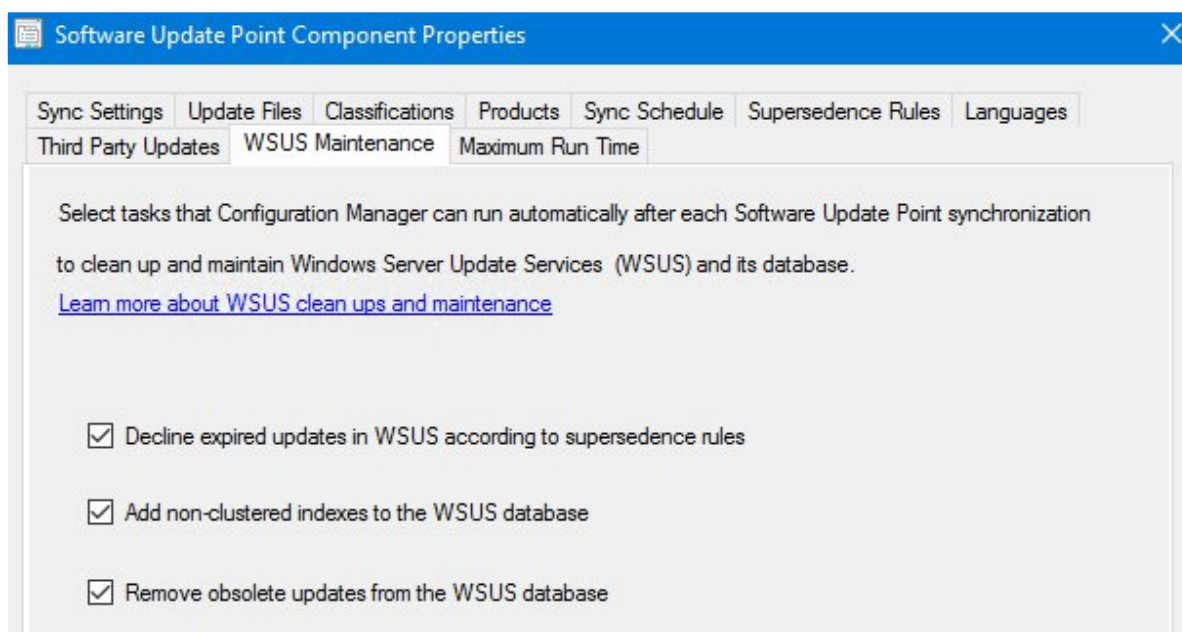 Software Update Point Component Properties
Sync Settings Update Files Classifications Products Sync Schedule Supersedence Rules Languages
Third Party Updates WSUS Maintenance Maximum Run Time
Select tasks that Configuration Manager can run automatically after each Software Update Point synchronization
to clean up and maintain Windows Server Update Services (WSUS) and its database.
Learn more about WSUS clean ups and maintenance
Decline expired updates in WSUS according to supersedence rules
Add non-clustered indexes to the WSUS database
Remove obsolete updates from the WSUS database